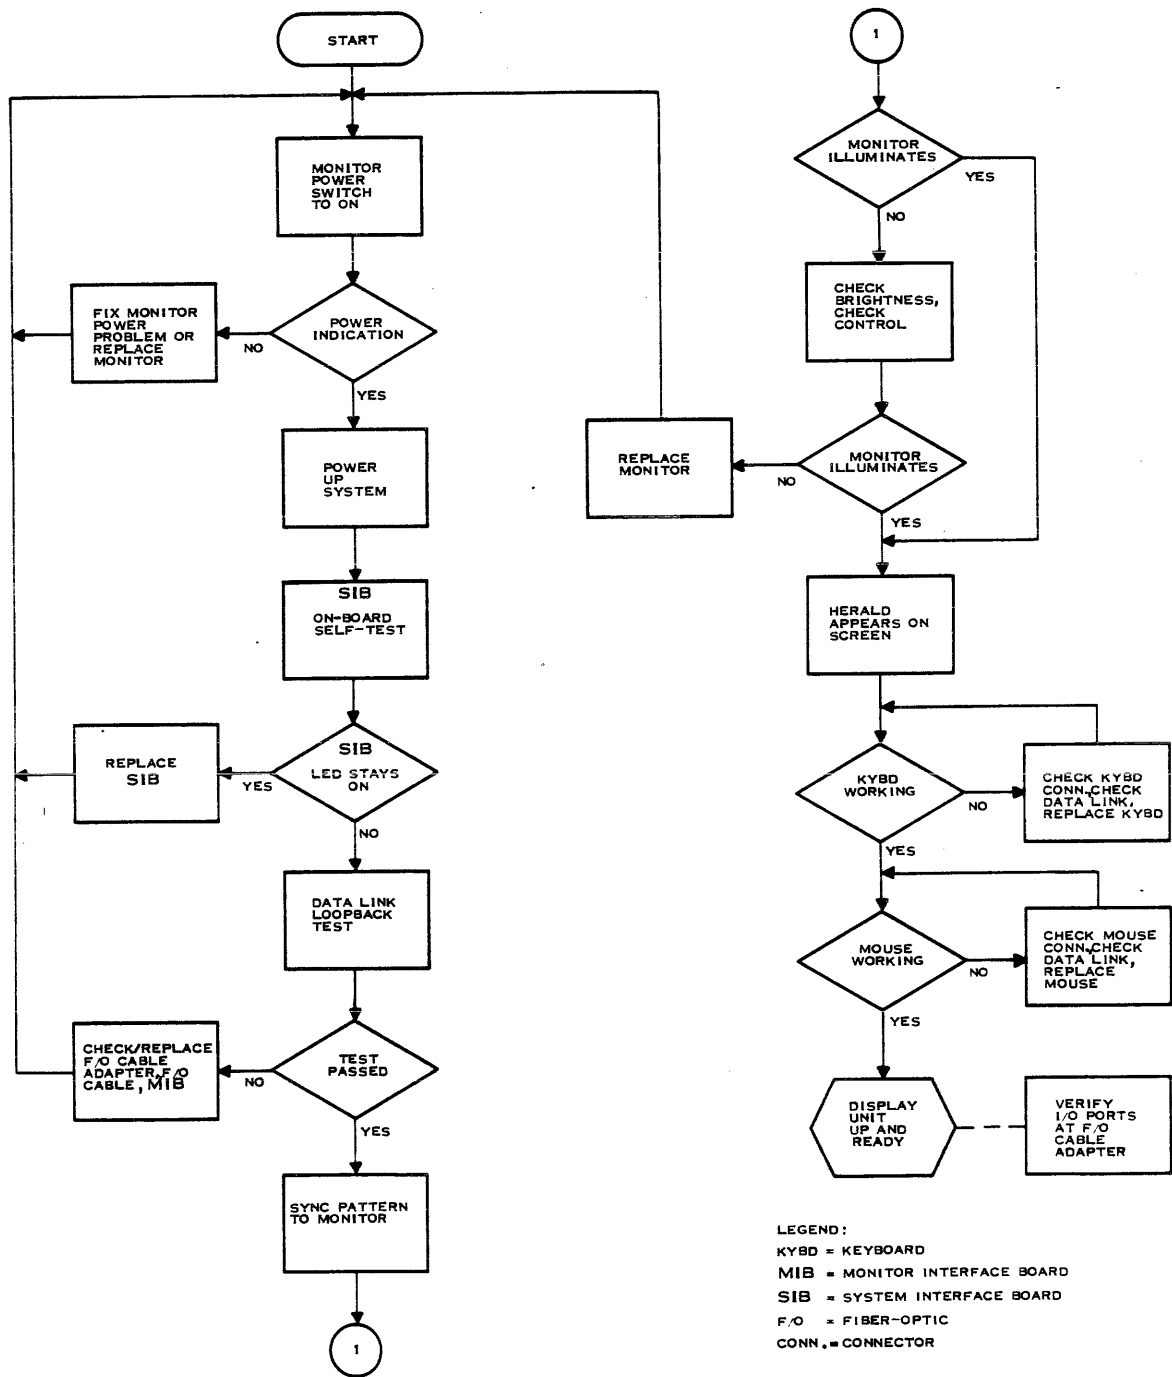 START
MONITOR
POWER
SWITCH
TO ON
FIX MONITOR
POWER
PROBLEM OR
REPLACE
MONITOR
NO
POWER
INDICATION
YES
POWER
UP
SYSTEM
SIB
ON-BOARD
SELF-TEST
REPLACE
SIB
YES
SIB
LED STAYS
ON
NO
DATA LINK
LOOPBACK
TEST
CHECK/REPLACE
F/O CABLE
ADAPTER,F/O
CABLE, MIB
NO
TEST
PASSED
YES
SYNC PATTERN
TO MONITOR
1
1
MONITOR
ILLUMINATES
YES
NO
CHECK
BRIGHTNESS,
CHECK
CONTROL
REPLACE
MONITOR
NO
MONITOR
ILLUMINATES
YES
HERALD
APPEARS ON
SCREEN
KYBD
WORKING
NO
CHECK KYBD
CONN.,CHECK
DATA LINK,
REPLACE KYBD
YES
MOUSE
WORKING
NO
CHECK MOUSE
CONN.,CHECK
DATA LINK,
REPLACE
MOUSE
YES
DISPLAY
UNIT
UP AND
READY
VERIFY
I/O PORTS
AT F/O
CABLE
ADAPTER
LEGEND:
KYBD = KEYBOARD
MIB = MONITOR INTERFACE BOARD
SIB = SYSTEM INTERFACE BOARD
F/O = FIBER-OPTIC
CONN. = CONNECTOR